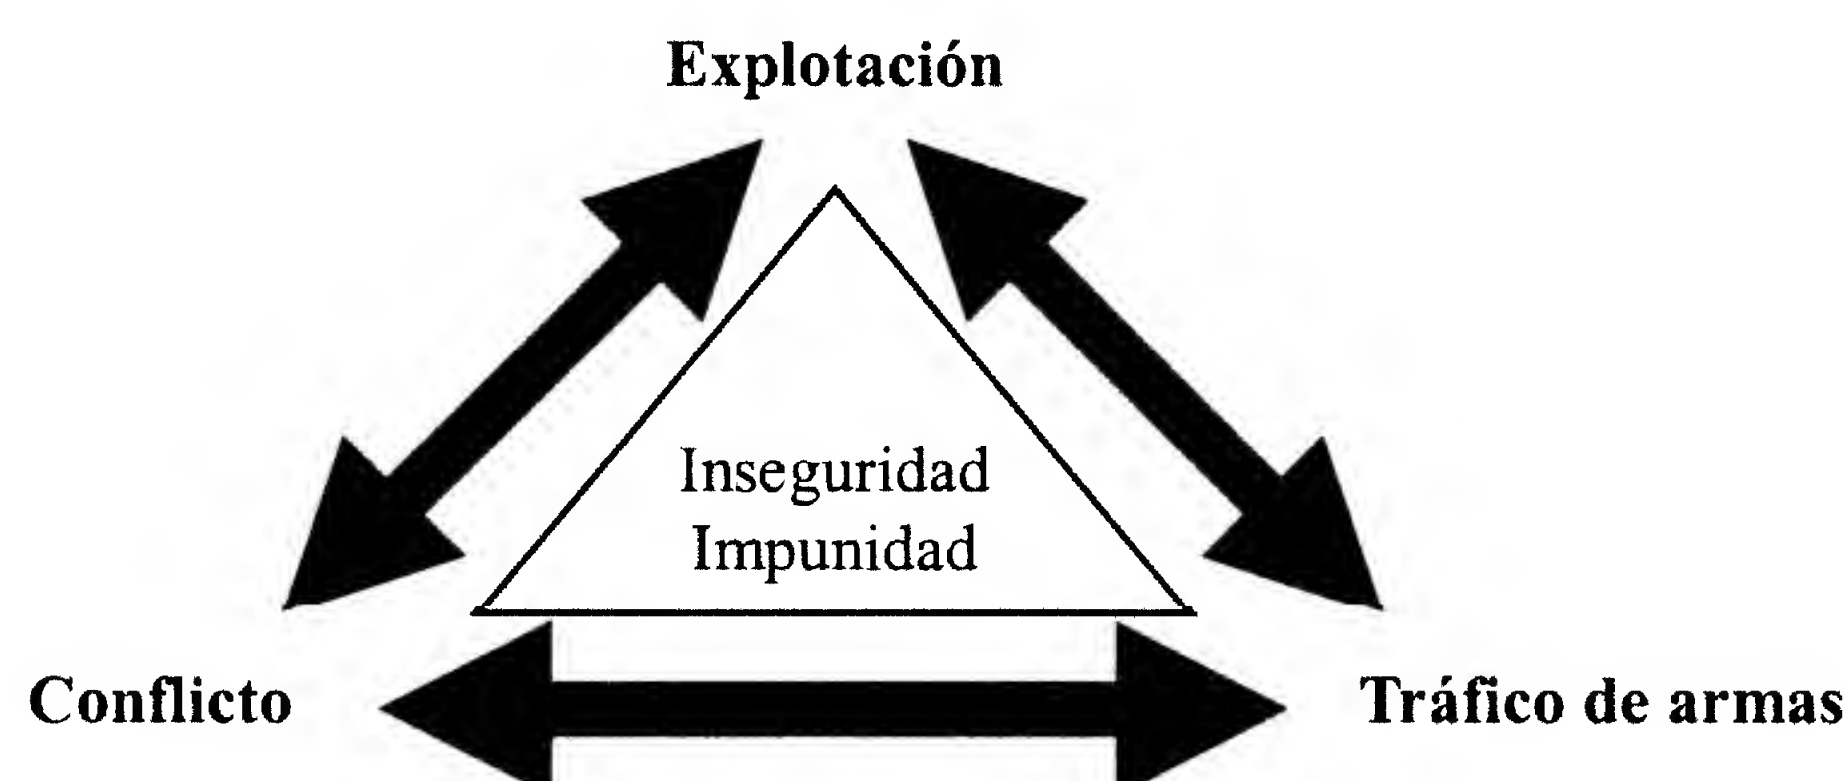 Explotación
Inseguridad
Impunidad
Conflicto
Tráfico de armas